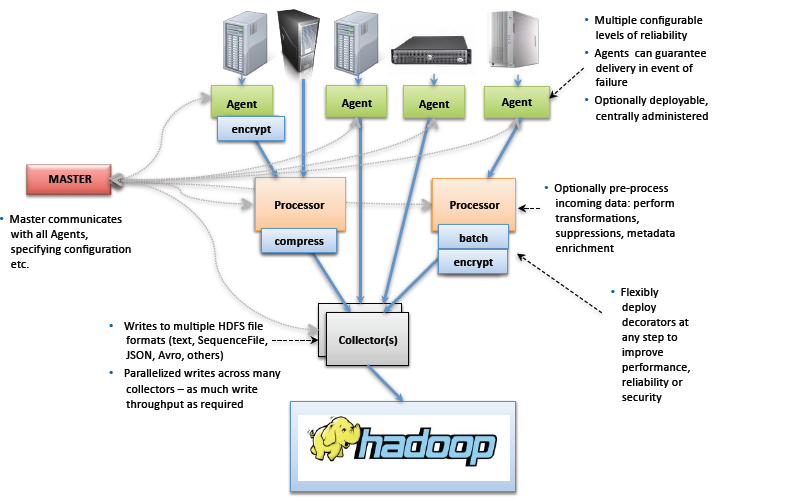 • Multiple configurable
levels of reliability
• Agents can guarantee
delivery in event of
failure
• Optionally deployable,
centrally administered
Agent
Agent
Agent
Agent
encrypt
MASTER
• Master communicates
with all Agents,
specifying configuration
etc.
Processor
compress
Processor
batch
encrypt
• Optionally pre-process
incoming data: perform
transformations,
suppressions, metadata
enrichment
• Flexibly
deploy
decorators at
any step to
improve
performance,
reliability or
security
• Writes to multiple HDFS file
formats (text, SequenceFile,
JSON, Avro, others)
• Parallelized writes across many
collectors – as much write
throughput as required
Collector(s)
hadoop